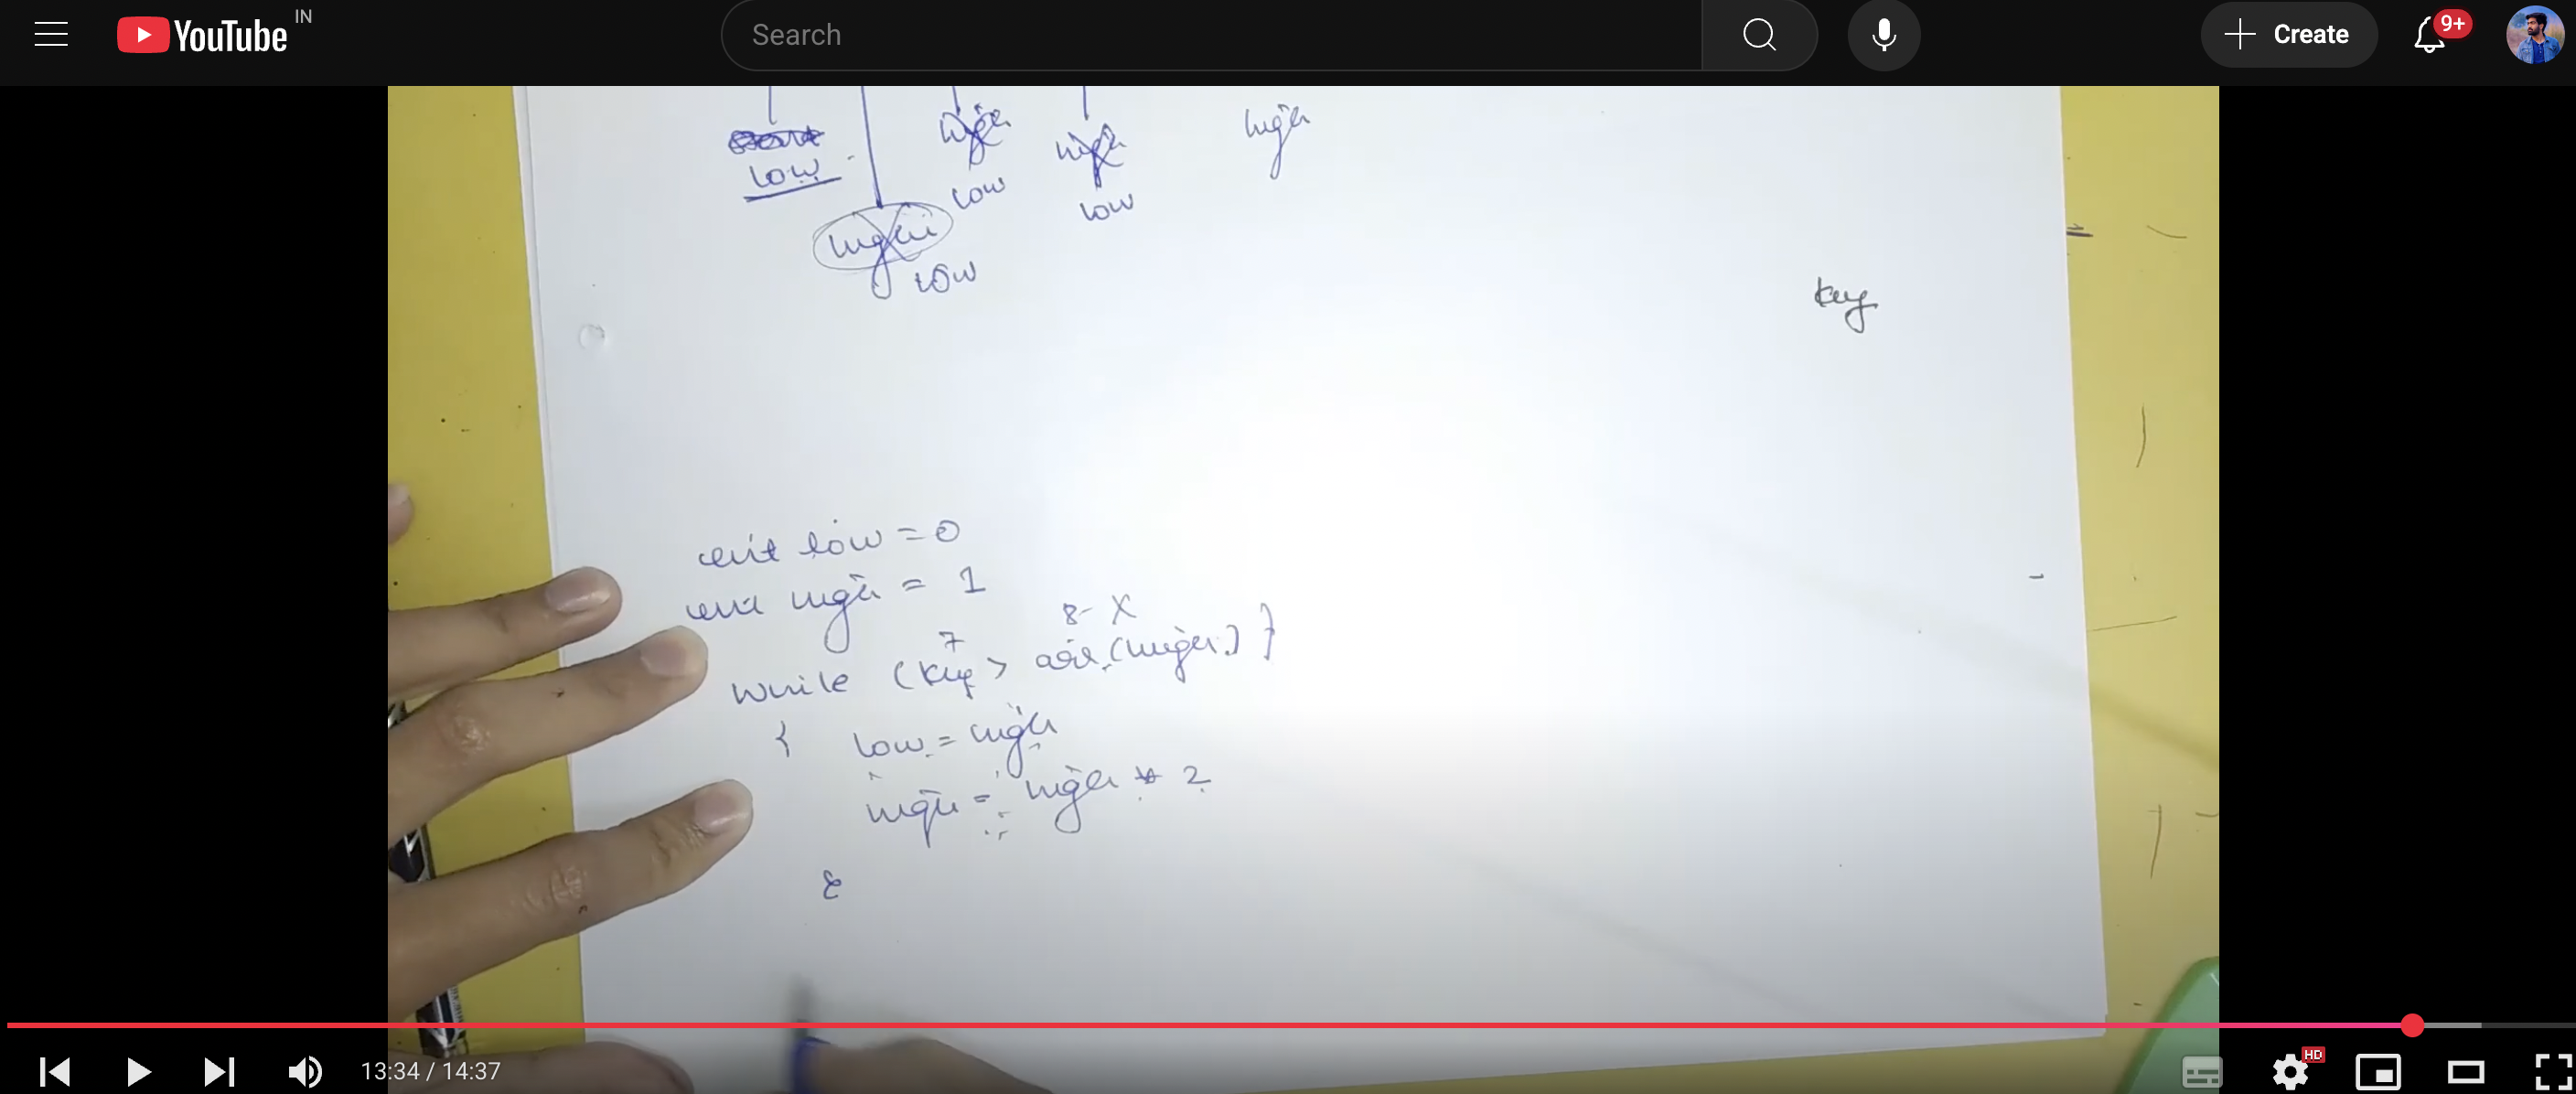 YouTube IN
Search
Create
9+
high
high
high
low
low
low
high
low
key
int low = 0
int high = 1
7
8- X
while (key > arr(high)}
{ low = high
high = high * 2
13:34 / 14:37
HD